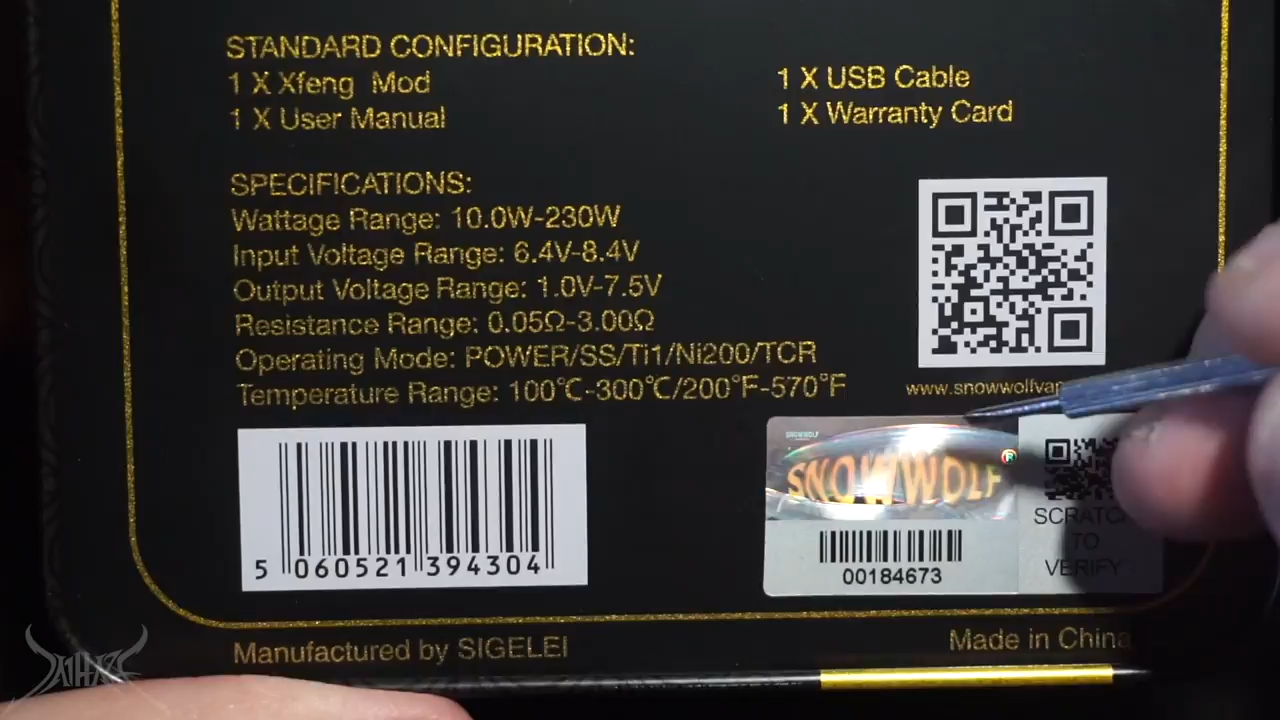 STANDARD CONFIGURATION:
1 X Xfeng Mod
1 X User Manual
1 X USB Cable
1 X Warranty Card
SPECIFICATIONS:
Wattage Range: 10.0W-230W
Input Voltage Range: 6.4V-8.4V
Output Voltage Range: 1.0V-7.5V
Resistance Range: 0.05Ω-3.00Ω
Operating Mode: POWER/SS/Ti1/Ni200/TCR
Temperature Range: 100℃-300℃/200°F-570°F
5 060521 394304
SNOWWOLF
SNOWWOLF ®
00184673
TO
VERIFY
Manufactured by SIGELEI
Made in China